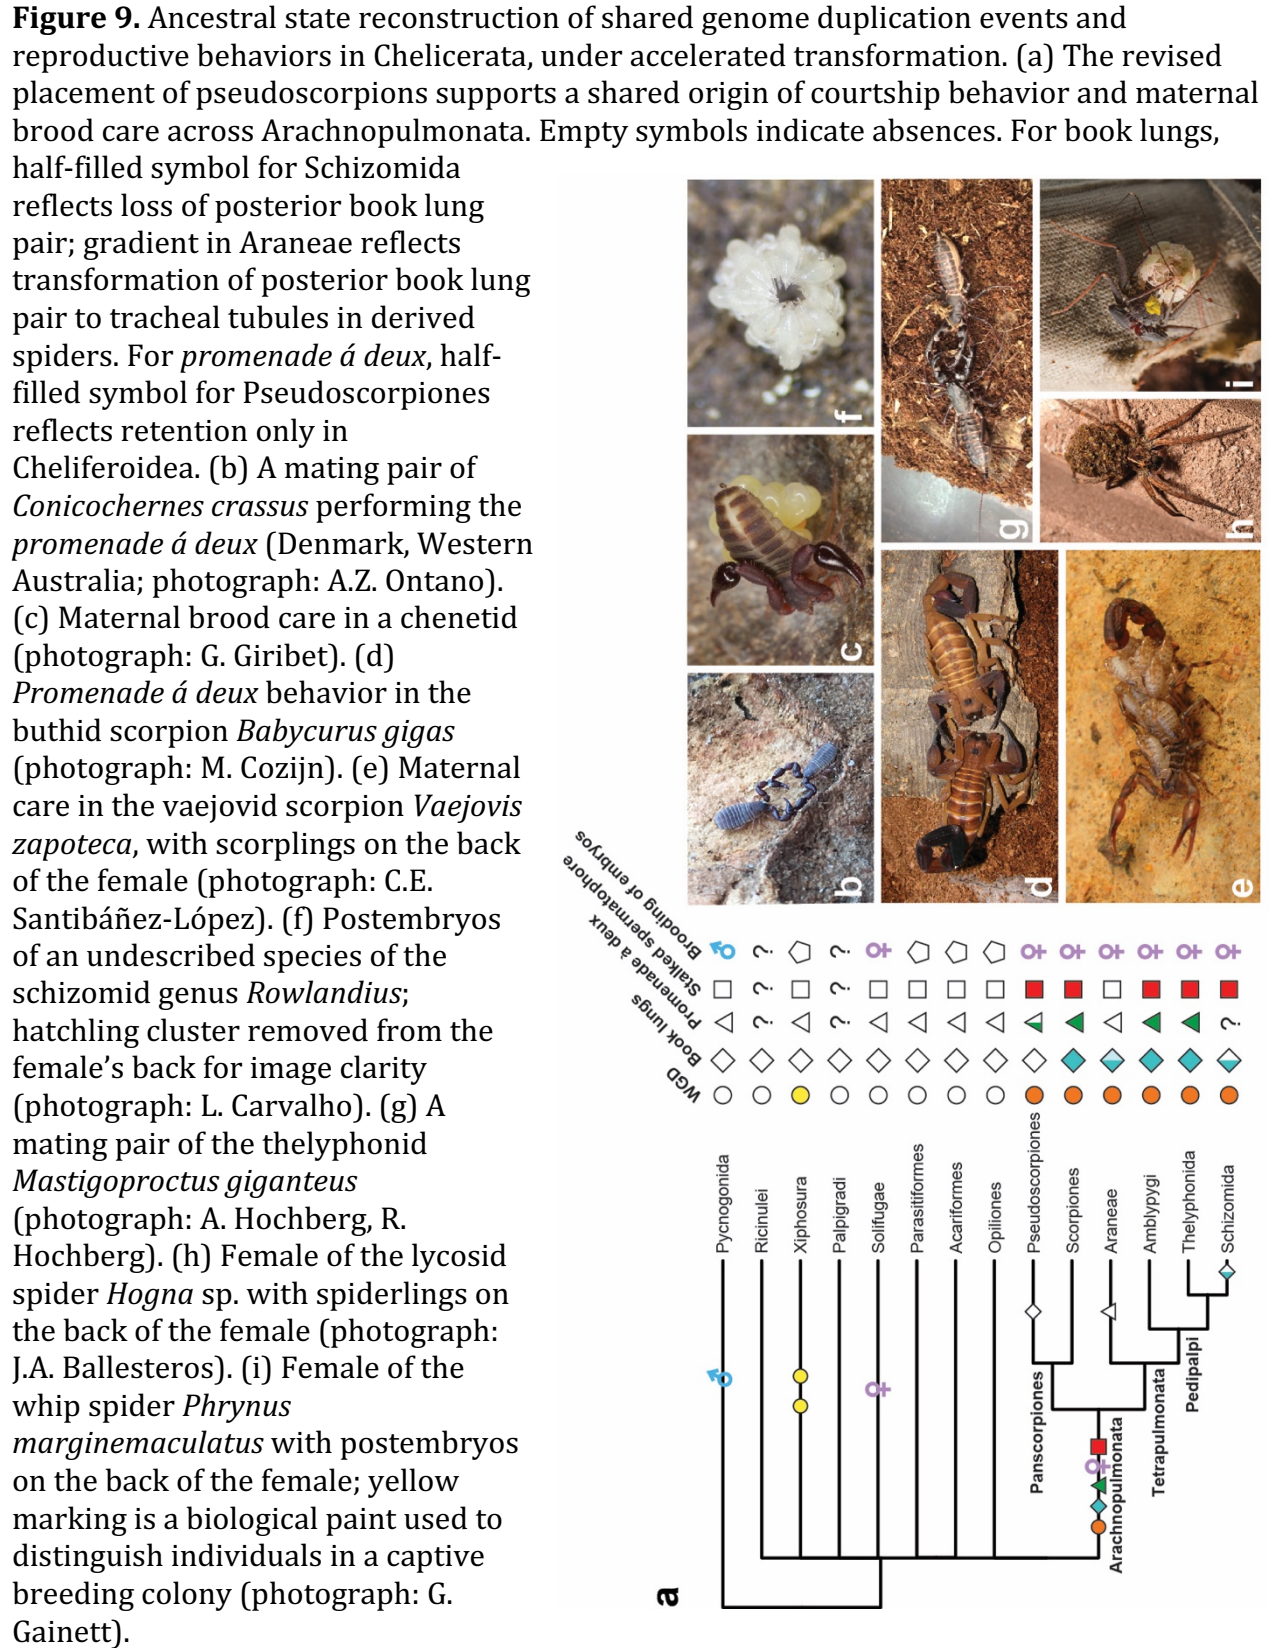 Figure 9. Ancestral state reconstruction of shared genome duplication events and
reproductive behaviors in Chelicerata, under accelerated transformation. (a) The revised
placement of pseudoscorpions supports a shared origin of courtship behavior and maternal
brood care across Arachnopulmonata. Empty symbols indicate absences. For book lungs,
half-filled symbol for Schizomida
reflects loss of posterior book lung
pair; gradient in Araneae reflects
transformation of posterior book lung
pair to tracheal tubules in derived
spiders. For promenade á deux, half-
filled symbol for Pseudoscorpiones
reflects retention only in
Cheliferoidea. (b) A mating pair of
Conicochernes crassus performing the
promenade á deux (Denmark, Western
Australia; photograph: A.Z. Ontano).
(c) Maternal brood care in a chenetid
(photograph: G. Giribet). (d)
Promenade á deux behavior in the
buthid scorpion Babycurus gigas
(photograph: M. Cozijn). (e) Maternal
care in the vaejovid scorpion Vaejovis
zapoteca, with scorplings on the back
of the female (photograph: C.E.
Santibáñez-López). (f) Postembryos
of an undescribed species of the
schizomid genus Rowlandius;
hatchling cluster removed from the
female’s back for image clarity
(photograph: L. Carvalho). (g) A
mating pair of the thelyphonid
Mastigoproctus giganteus
(photograph: A. Hochberg, R.
Hochberg). (h) Female of the lycosid
spider Hogna sp. with spiderlings on
the back of the female (photograph:
J.A. Ballesteros). (i) Female of the
whip spider Phrynus
marginemaculatus with postembryos
on the back of the female; yellow
marking is a biological paint used to
distinguish individuals in a captive
breeding colony (photograph: G.
Gainett).
a
WGD
Book lungs
Promenade à deux
Stalked spermatophore
Brooding of embryos
Pycnogonida ♂
Ricinulei ? ? ?
Xiphosura
Palpigradi ? ? ?
Solifugae ♀
Parasitiformes
Acariformes
Opiliones
Pseudoscorpiones ♀
Scorpiones ♀
Araneae ♀
Amblypygi ♀
Thelyphonida ♀
Schizomida ? ♀
Panscorpiones
Arachnopulmonata
Tetrapulmonata
Pedipalpi
b
c
f
d
g
e
h
i